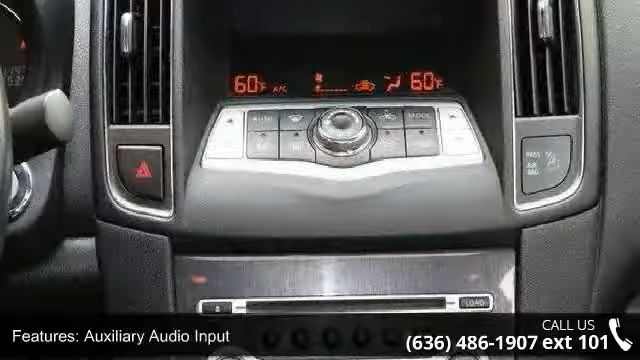 60°F A/C 60°F
AUTO MODE
PASS
AIR
BAG
LOAD
CALL US
Features: Auxiliary Audio Input
(636) 486-1907 ext 101